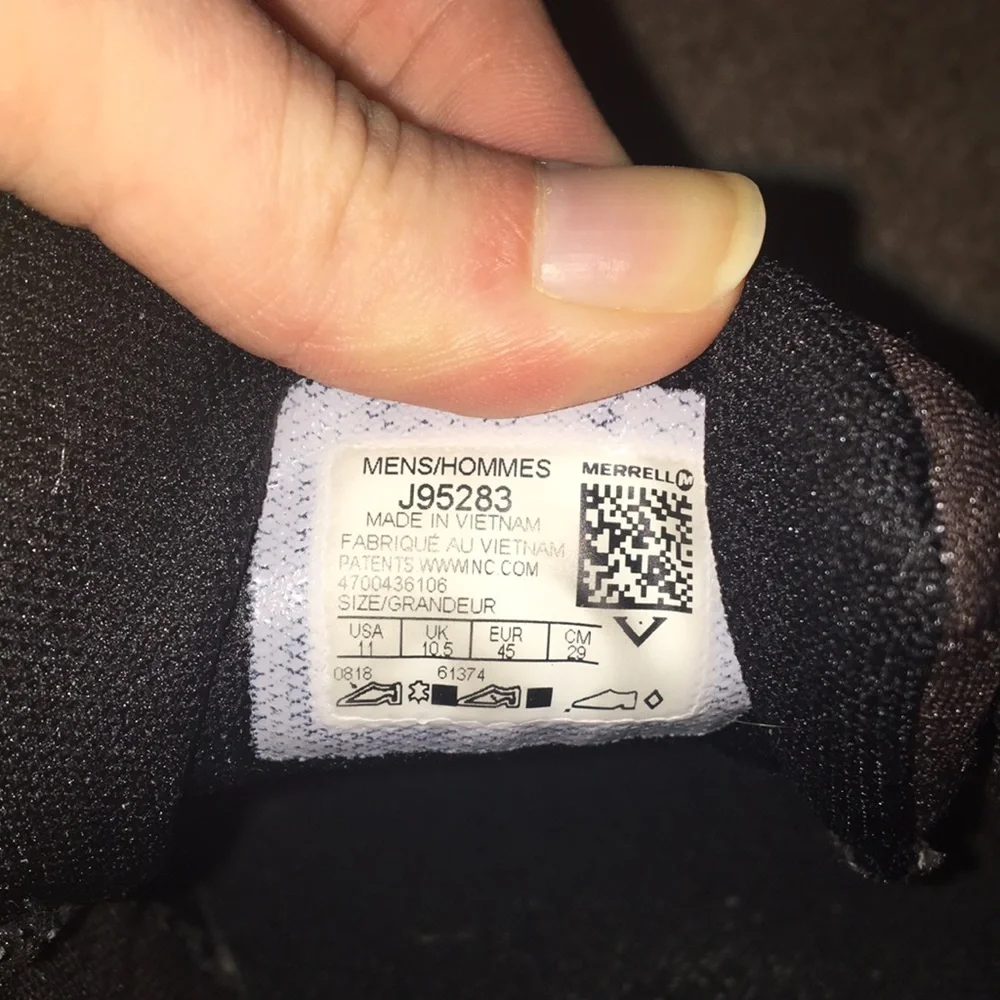 MENS/HOMMES
J95283
MADE IN VIETNAM
FABRIQUÉ AU VIETNAM
PATENTS WWWINC.COM
4700436106
SIZE/GRANDEUR
USA UK EUR CM
11 10.5 45 29
0818 61374
MERRELL M